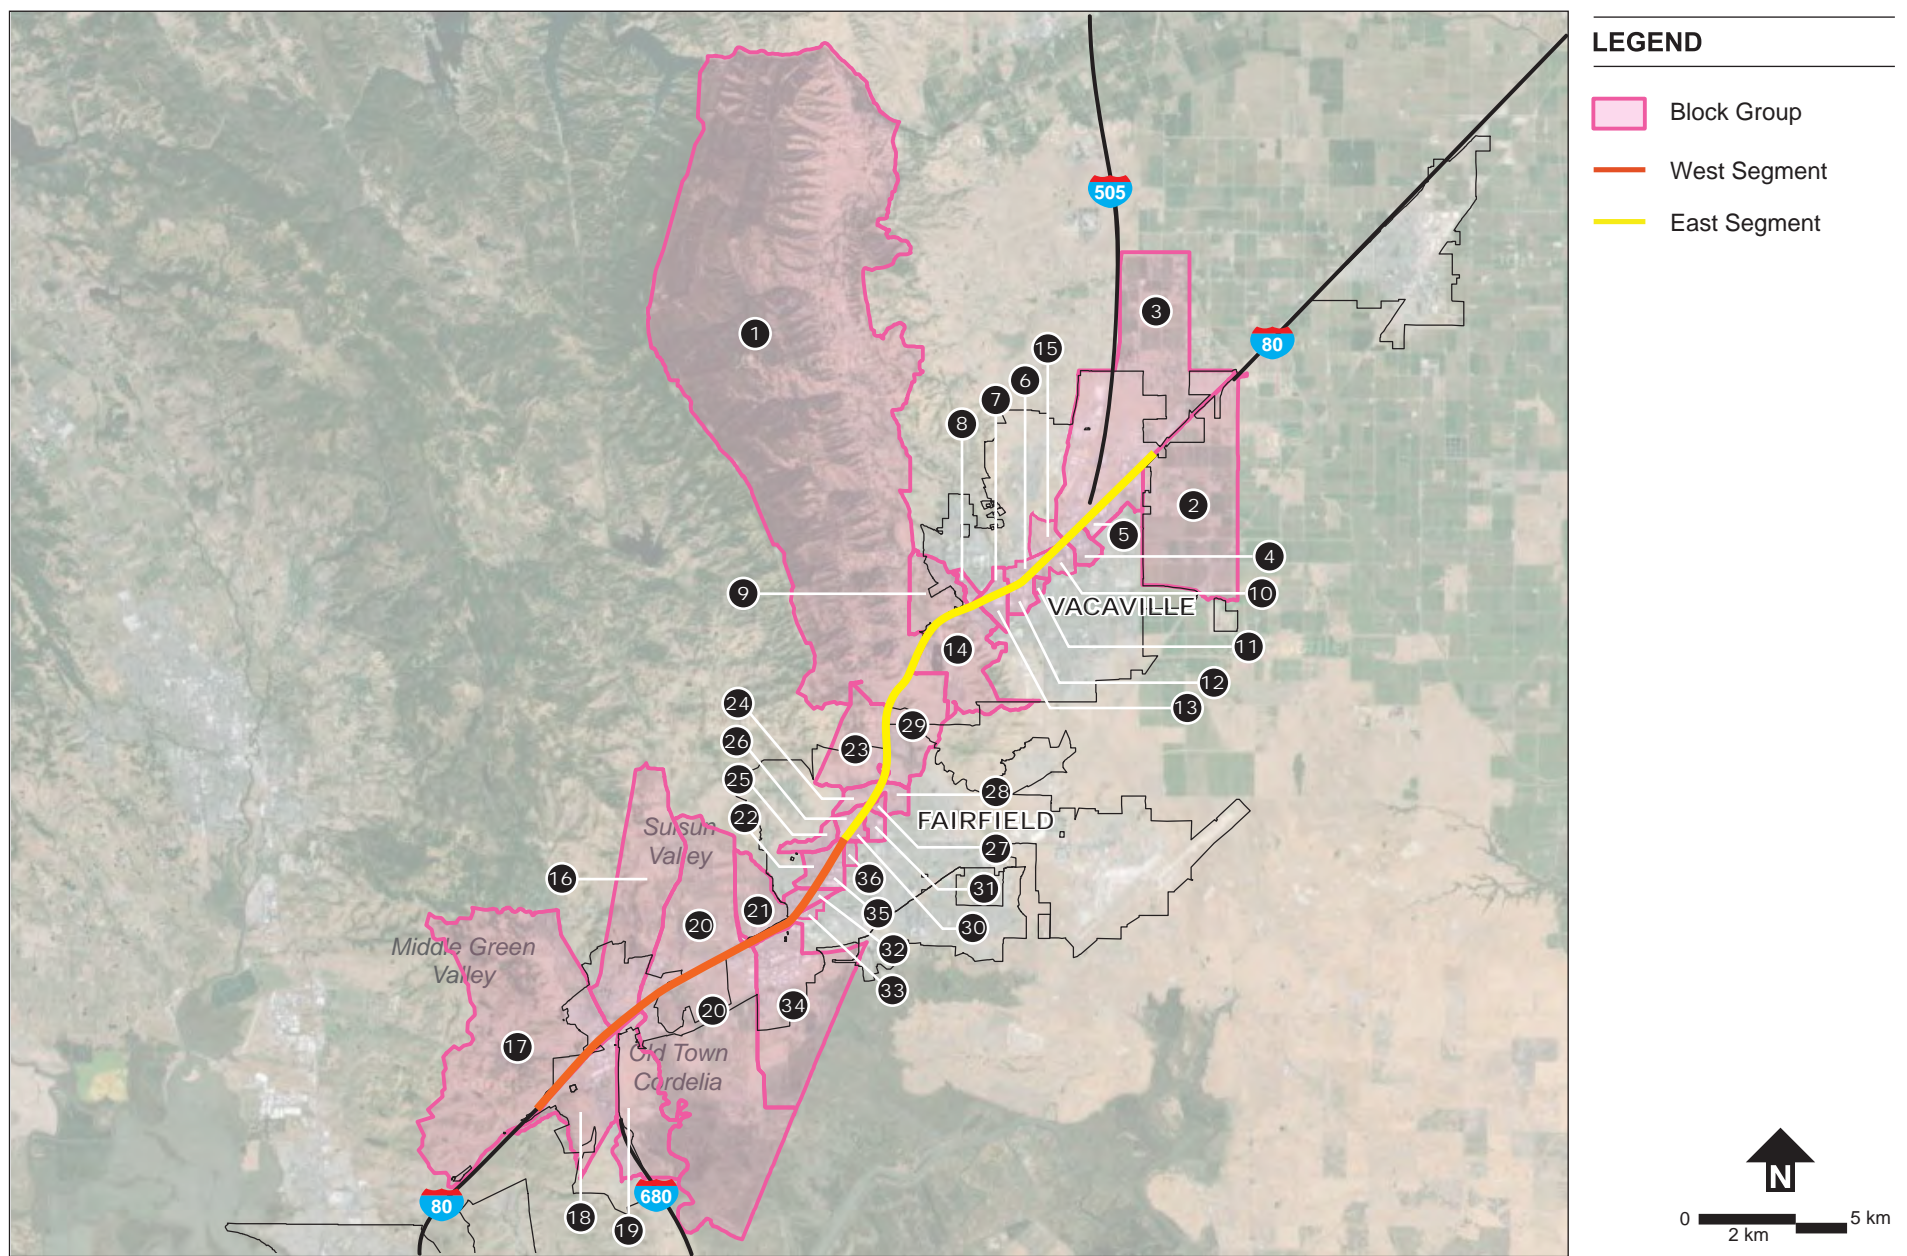 LEGEND
Block Group
West Segment
East Segment
505
80
3
1
15
6
7
8
2
5
4
9
10
VACAVILLE
11
14
12
13
24
29
26
23
25
28
22
FAIRFIELD
27
Suisun
Valley
16
36
31
21
35
20
30
32
Middle Green
Valley
33
34
20
17
Old Town
Cordelia
80
680
18
19
N
0
5 km
2 km